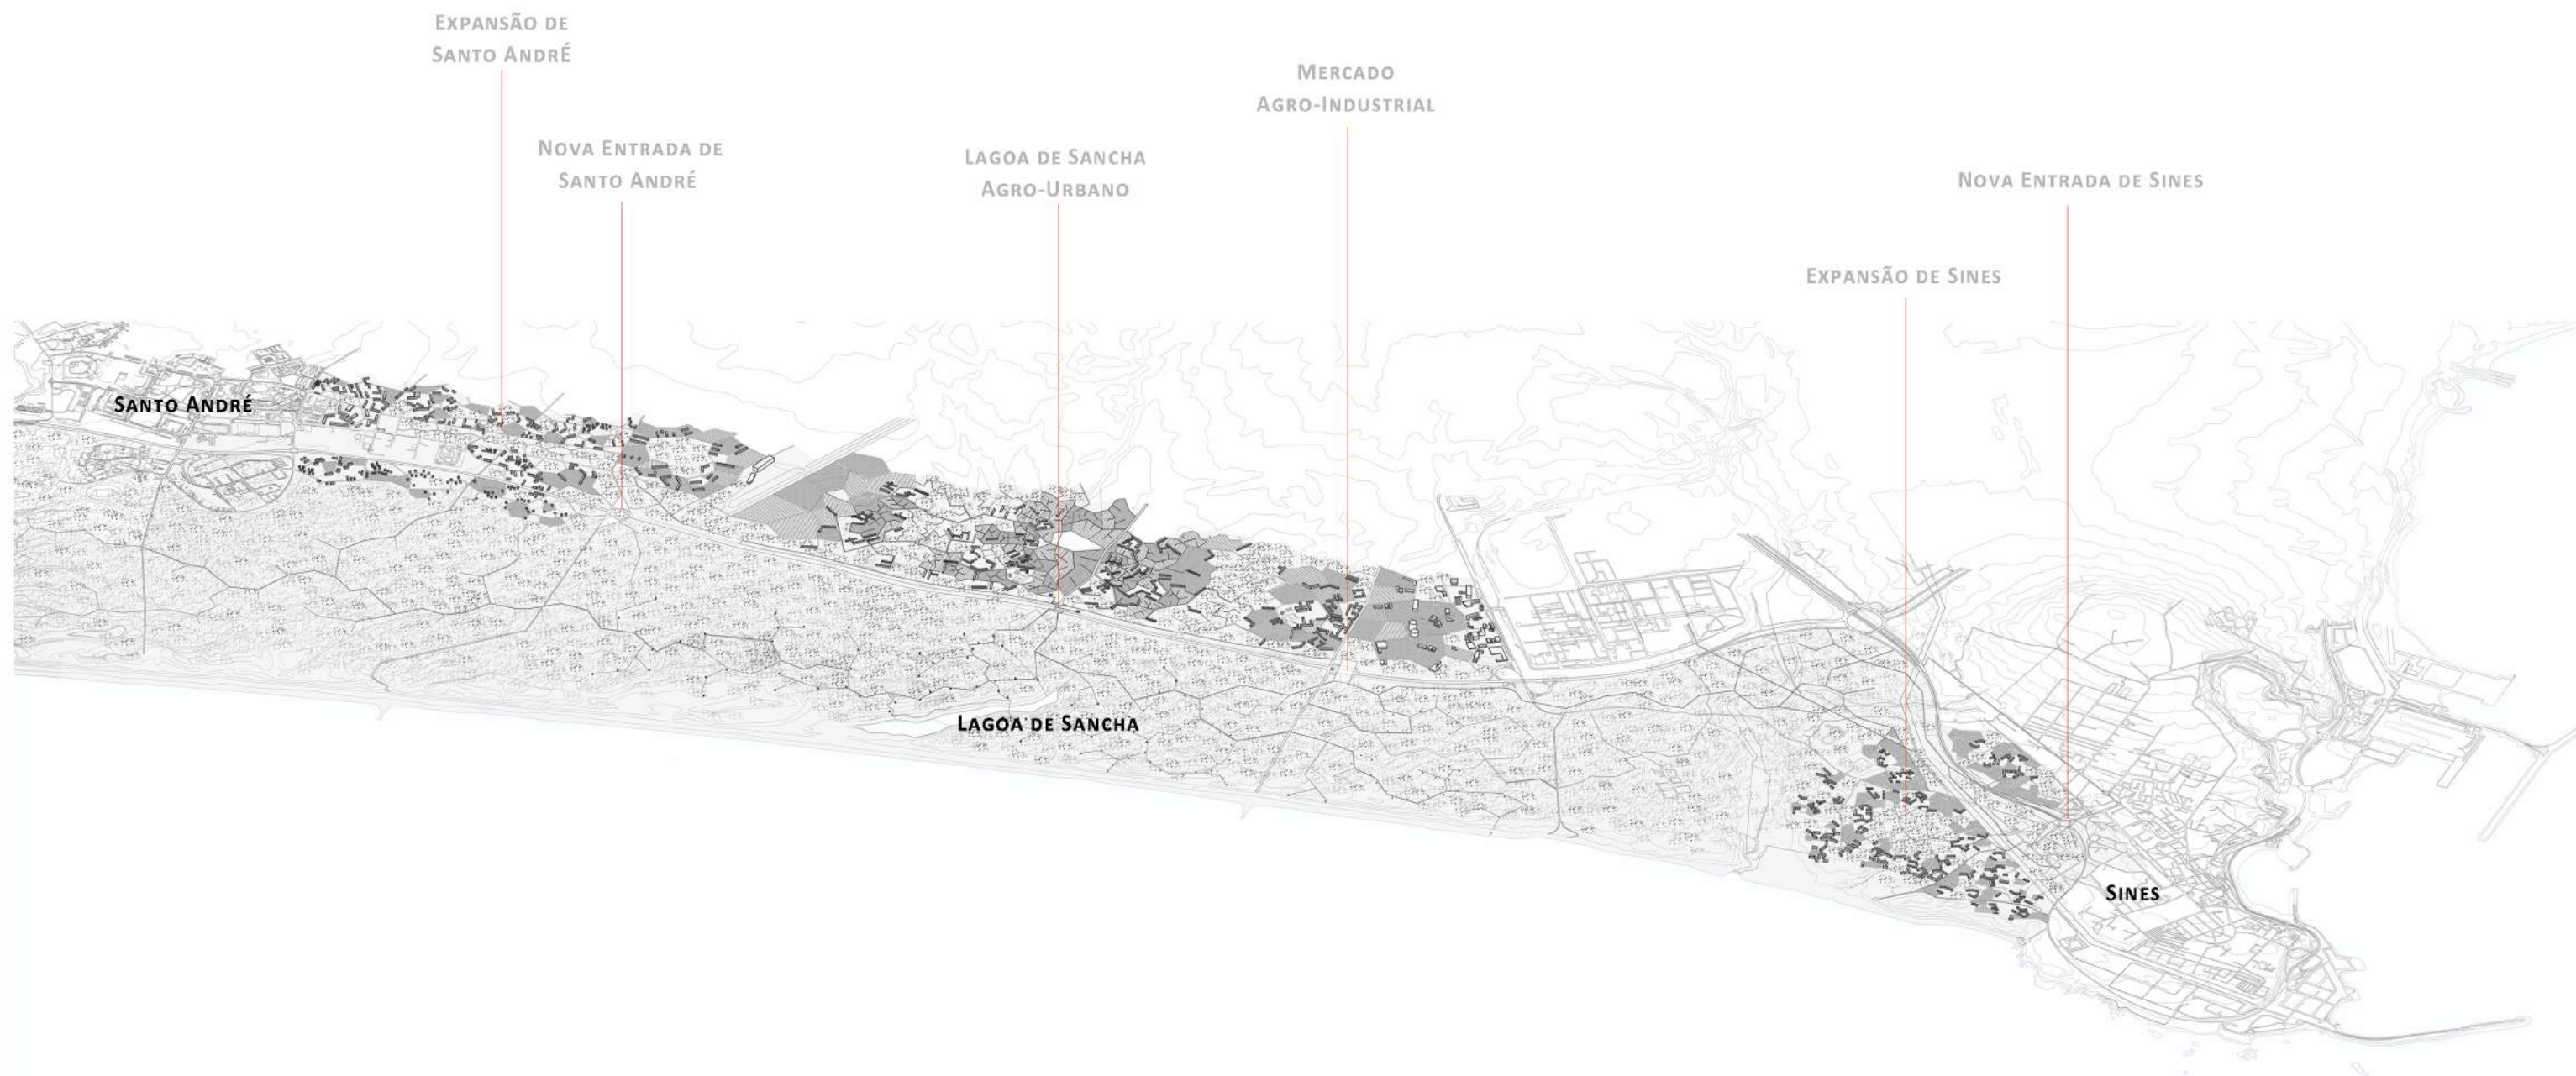 Expansão de
Santo André
Nova Entrada de
Santo André
Lagoa de Sancha
Agro-Urbano
Mercado
Agro-Industrial
Nova Entrada de Sines
Expansão de Sines
Santo André
Lagoa de Sancha
Sines